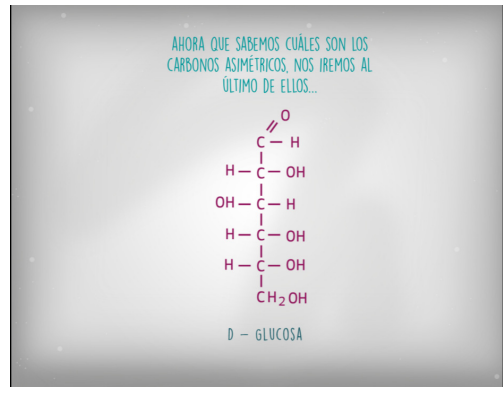 AHORA QUE SABEMOS CUÁLES SON LOS
CARBONOS ASIMÉTRICOS, NOS IREMOS AL
ÚLTIMO DE ELLOS...
O
C — H
H — C — OH
OH — C — H
H — C — OH
H — C — OH
CH2OH
D – GLUCOSA